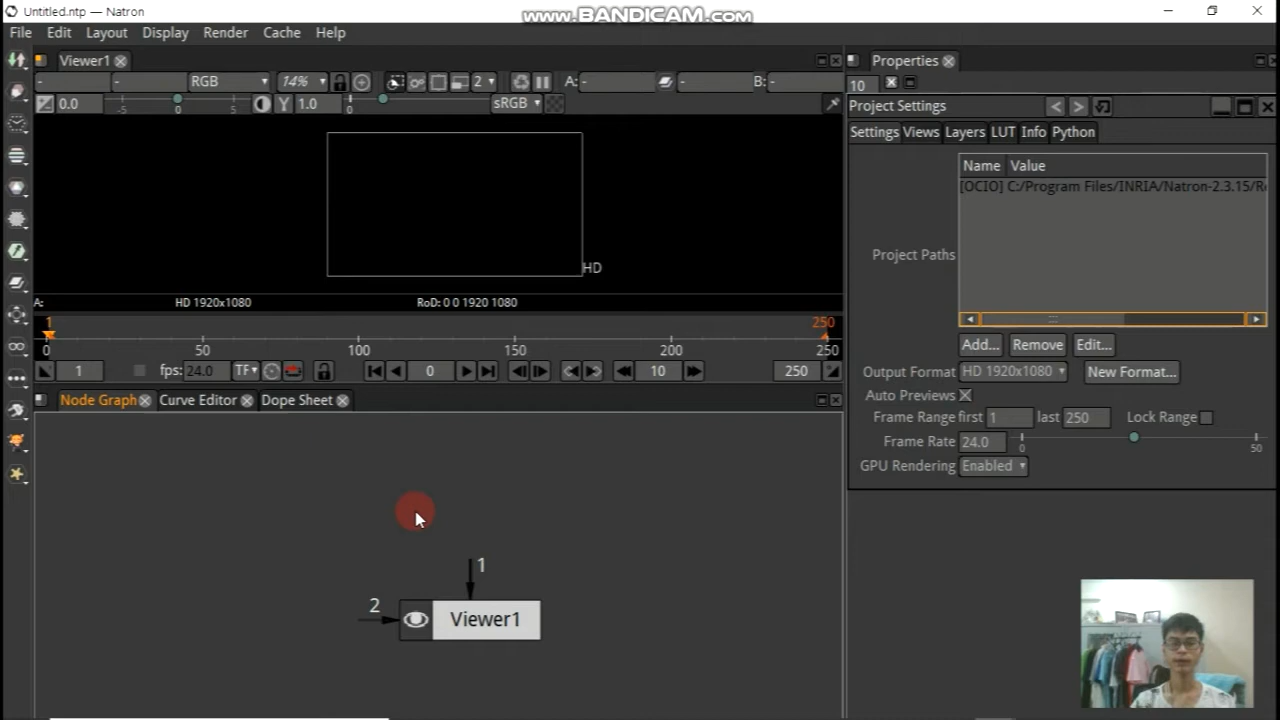 Untitled.ntp — Natron
www.BANDICAM.com
File Edit Layout Display Render Cache Help
Viewer1
Properties
- - RGB 14% 2 A: - - B: -
10
0.0 -5 0 5 Y 1.0 0 sRGB
Project Settings
Settings Views Layers LUT Info Python
Name Value
[OCIO] C:/Program Files/INRIA/Natron-2.3.15/R
Project Paths
HD
A: HD 1920x1080 RoD: 0 0 1920 1080
1 250
0 50 100 150 200 250
Add... Remove Edit...
1 fps: 24.0 TF 0 10 250
Output Format HD 1920x1080 New Format...
Auto Previews
Node Graph Curve Editor Dope Sheet
Frame Range first 1 last 250 Lock Range
Frame Rate 24.0 0 50
GPU Rendering Enabled
1
2
Viewer1